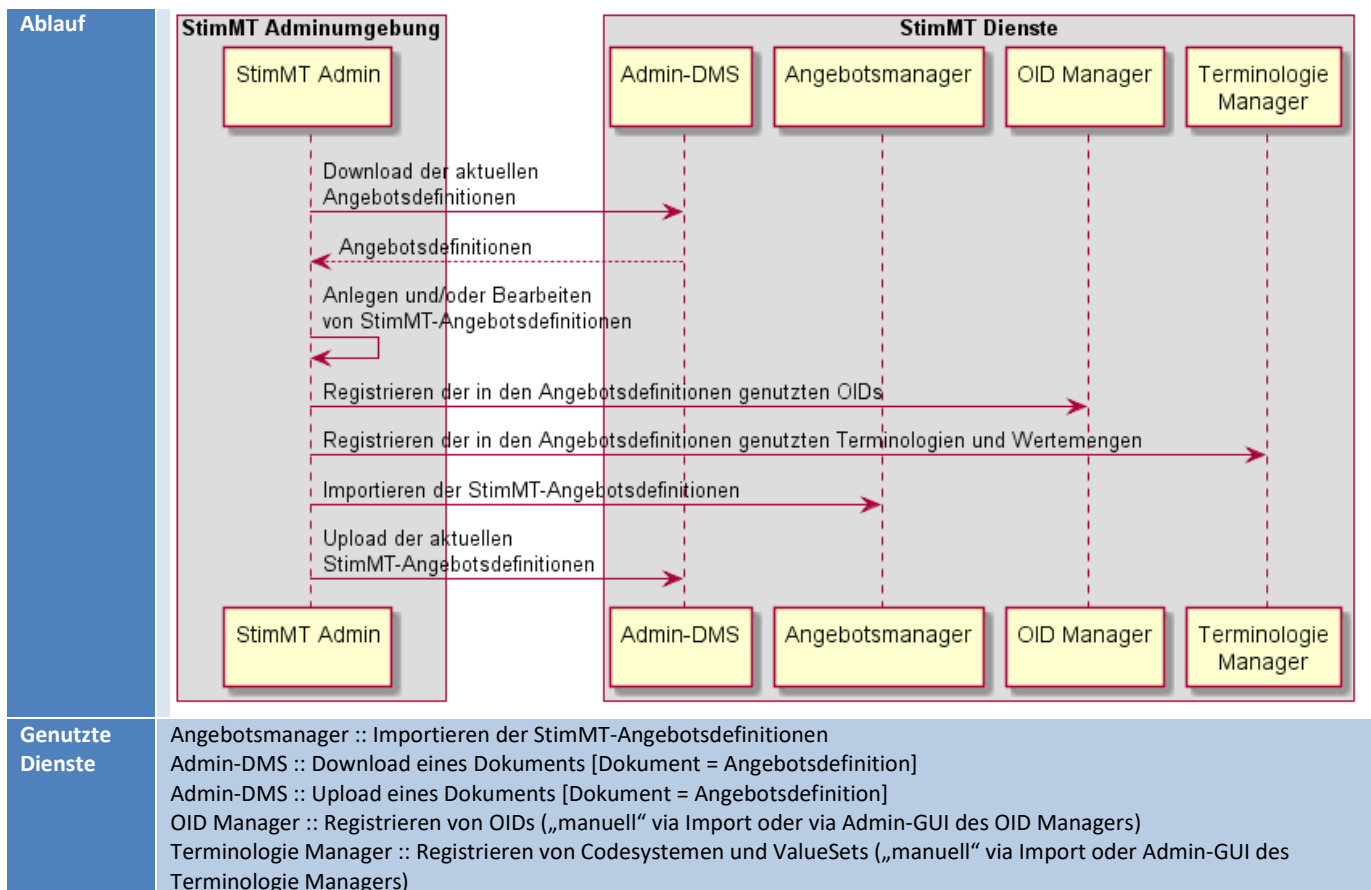 Ablauf
StimMT Adminumgebung
StimMT Dienste
StimMT Admin
Admin-DMS
Angebotsmanager
OID Manager
Terminologie
Manager
Download der aktuellen
Angebotsdefinitionen
Angebotsdefinitionen
Anlegen und/oder Bearbeiten
von StimMT-Angebotsdefinitionen
Registrieren der in den Angebotsdefinitionen genutzten OIDs
Registrieren der in den Angebotsdefinitionen genutzten Terminologien und Wertemengen
Importieren der StimMT-Angebotsdefinitionen
Upload der aktuellen
StimMT-Angebotsdefinitionen
StimMT Admin
Admin-DMS
Angebotsmanager
OID Manager
Terminologie
Manager
Genutzte
Dienste
Angebotsmanager :: Importieren der StimMT-Angebotsdefinitionen
Admin-DMS :: Download eines Dokuments [Dokument = Angebotsdefinition]
Admin-DMS :: Upload eines Dokuments [Dokument = Angebotsdefinition]
OID Manager :: Registrieren von OIDs („manuell“ via Import oder via Admin-GUI des OID Managers)
Terminologie Manager :: Registrieren von Codesystemen und ValueSets („manuell“ via Import oder Admin-GUI des
Terminologie Managers)